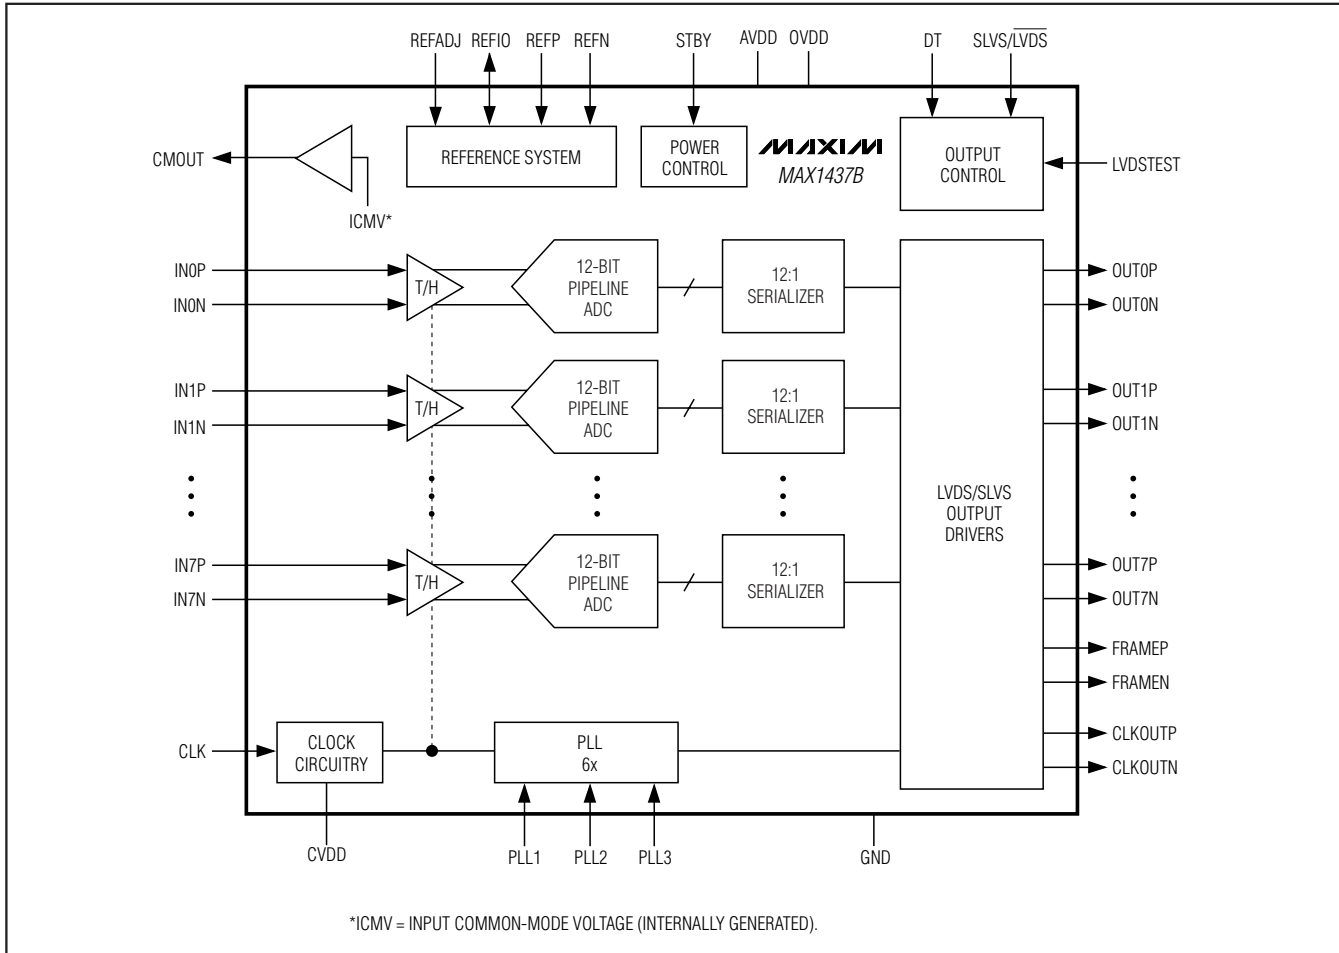 REFADJ REFIO REFP REFN STBY AVDD OVDD DT SLVS/LVDS
CMOUT
ICMV*
REFERENCE SYSTEM
POWER
CONTROL
MAXIM
MAX1437B
OUTPUT
CONTROL
LVDSTEST
IN0P
IN0N
T/H
12-BIT
PIPELINE
ADC
12:1
SERIALIZER
OUT0P
OUT0N
IN1P
IN1N
T/H
12-BIT
PIPELINE
ADC
12:1
SERIALIZER
OUT1P
OUT1N
LVDS/SLVS
OUTPUT
DRIVERS
IN7P
IN7N
T/H
12-BIT
PIPELINE
ADC
12:1
SERIALIZER
OUT7P
OUT7N
FRAMEP
FRAMEN
CLK
CLOCK
CIRCUITRY
PLL
6x
CLKOUTP
CLKOUTN
CVDD PLL1 PLL2 PLL3 GND
*ICMV = INPUT COMMON-MODE VOLTAGE (INTERNALLY GENERATED).